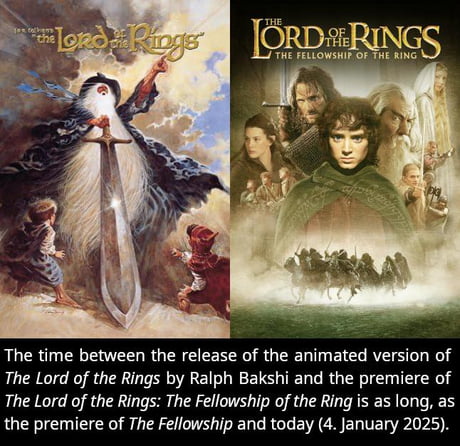 J.R.R. Tolkien's
the Lord of the Rings
THE
LORD OF THE RINGS
THE FELLOWSHIP OF THE RING
The time between the release of the animated version of
The Lord of the Rings by Ralph Bakshi and the premiere of
The Lord of the Rings: The Fellowship of the Ring is as long, as
the premiere of The Fellowship and today (4. January 2025).